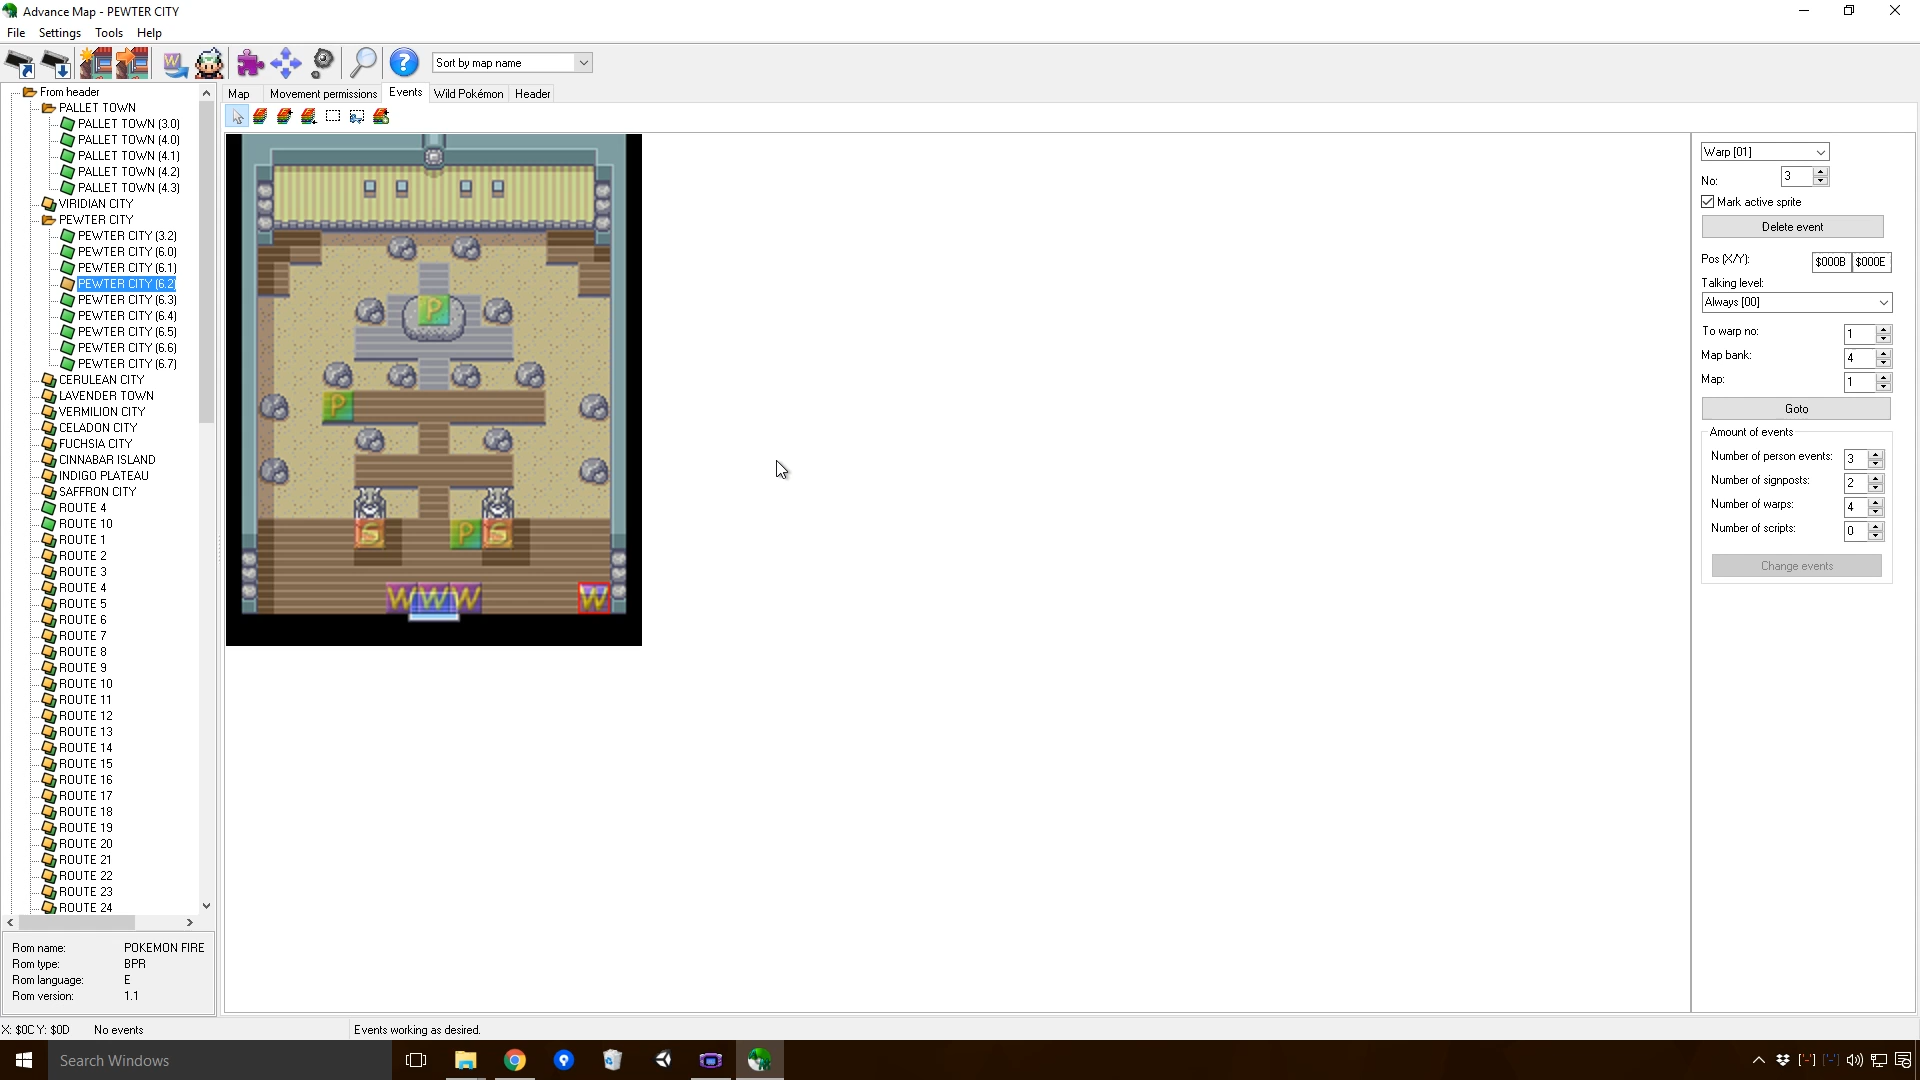 Advance Map - PEWTER CITY
File Settings Tools Help
Sort by map name
From header
PALLET TOWN
PALLET TOWN (3.0)
PALLET TOWN (4.0)
PALLET TOWN (4.1)
PALLET TOWN (4.2)
PALLET TOWN (4.3)
VIRIDIAN CITY
PEWTER CITY
PEWTER CITY (3.2)
PEWTER CITY (6.0)
PEWTER CITY (6.1)
PEWTER CITY (6.2)
PEWTER CITY (6.3)
PEWTER CITY (6.4)
PEWTER CITY (6.5)
PEWTER CITY (6.6)
PEWTER CITY (6.7)
CERULEAN CITY
LAVENDER TOWN
VERMILION CITY
CELADON CITY
FUCHSIA CITY
CINNABAR ISLAND
INDIGO PLATEAU
SAFFRON CITY
ROUTE 4
ROUTE 10
ROUTE 1
ROUTE 2
ROUTE 3
ROUTE 4
ROUTE 5
ROUTE 6
ROUTE 7
ROUTE 8
ROUTE 9
ROUTE 10
ROUTE 11
ROUTE 12
ROUTE 13
ROUTE 14
ROUTE 15
ROUTE 16
ROUTE 17
ROUTE 18
ROUTE 19
ROUTE 20
ROUTE 21
ROUTE 22
ROUTE 23
ROUTE 24
Rom name: POKEMON FIRE
Rom type: BPR
Rom language: E
Rom version: 1.1
Map Movement permissions Events Wild Pokémon Header
P
P
S P S
W W W W
Warp [01]
No: 3
Mark active sprite
Delete event
Pos (X/Y): $000B $000E
Talking level:
Always [00]
To warp no: 1
Map bank: 4
Map: 1
Goto
Amount of events
Number of person events: 3
Number of signposts: 2
Number of warps: 4
Number of scripts: 0
Change events
X: $0C Y: $0D No events Events working as desired.
Search Windows